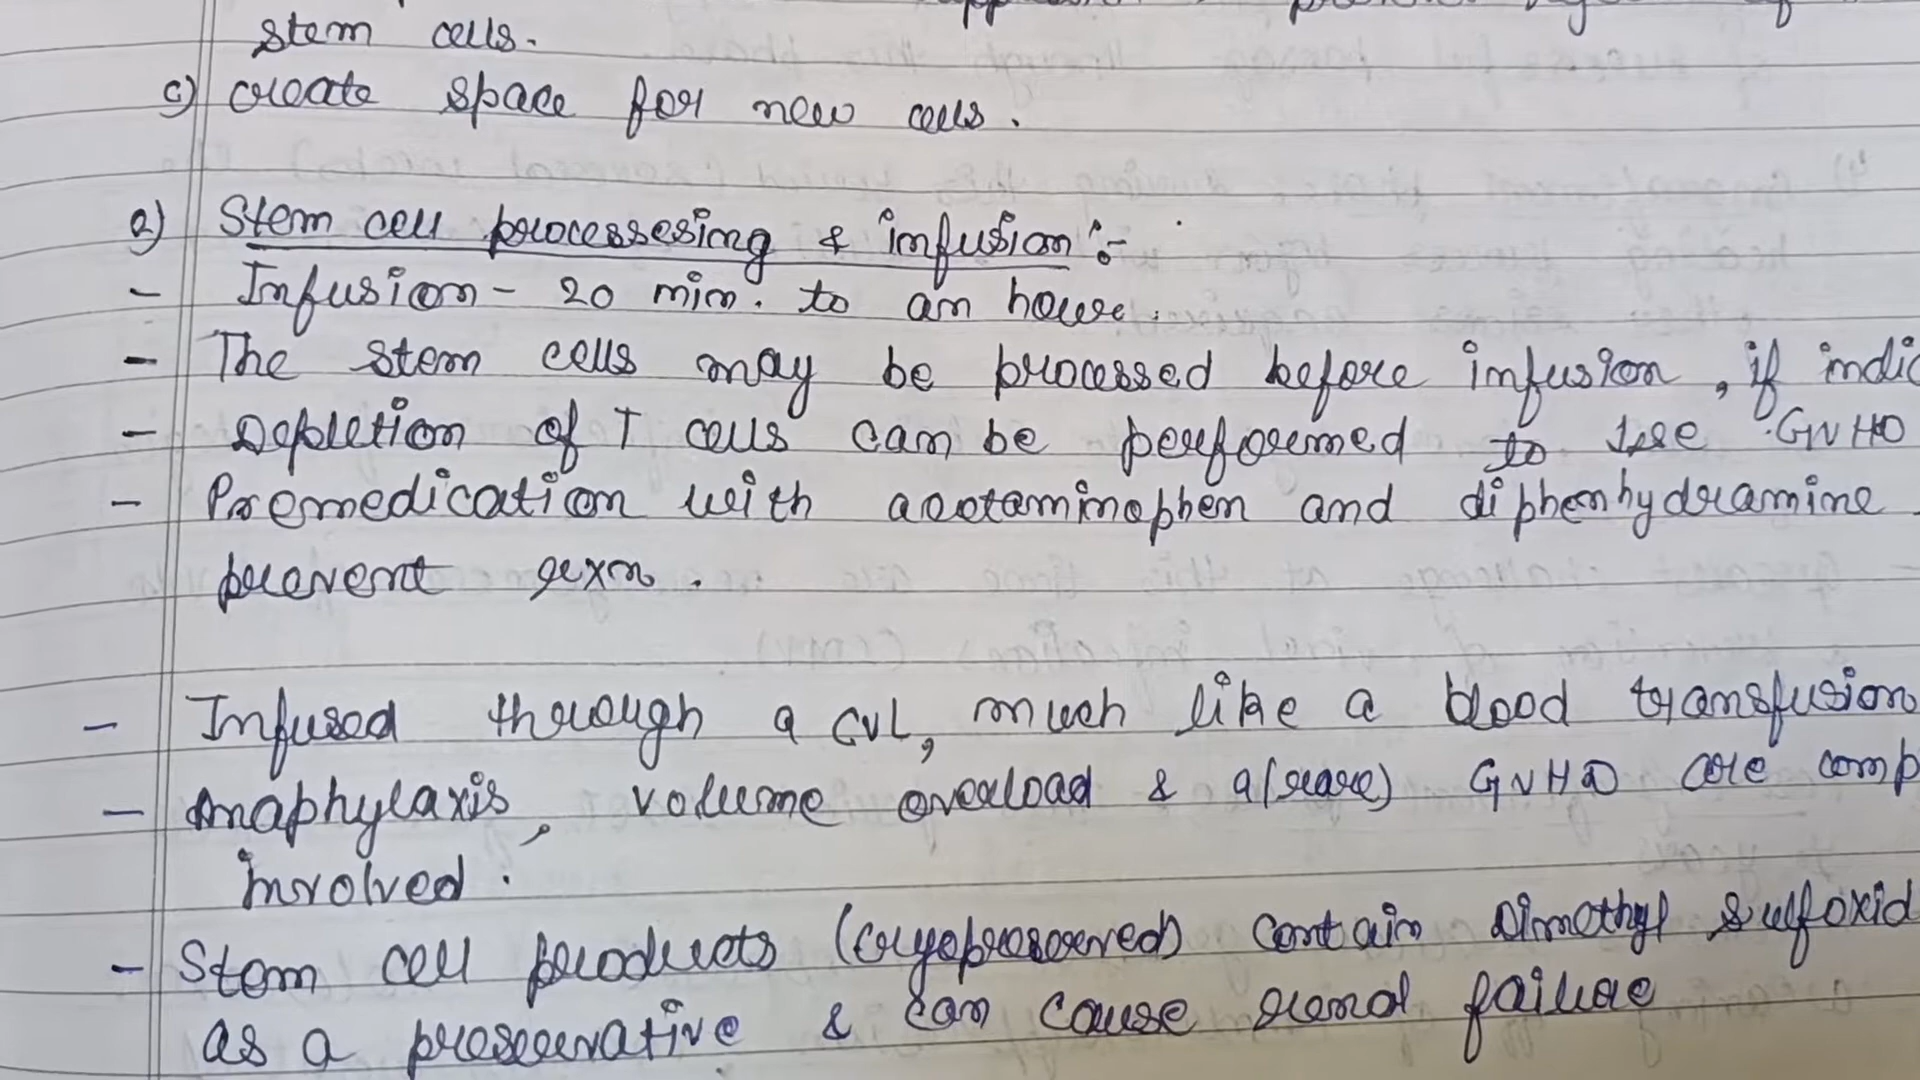 stem cells.
c) create space for new cells.
2) Stem cell processesing & infusion :-
- Infusion - 20 min. to an hour.
- The stem cells may be processed before infusion, if indic
- Depletion of T cells can be performed to GVHD
- Premedication with acetaminophen and diphenhydramine
prevent rxn.
- Infused through a CVL, much like a blood transfusion
- Anaphylaxis, volume overload & a(rare) GVHD are comp
involved.
- Stem cell products (cryopreserved) contain Dimethyl sulfoxid
as a preservative & can cause renal failure